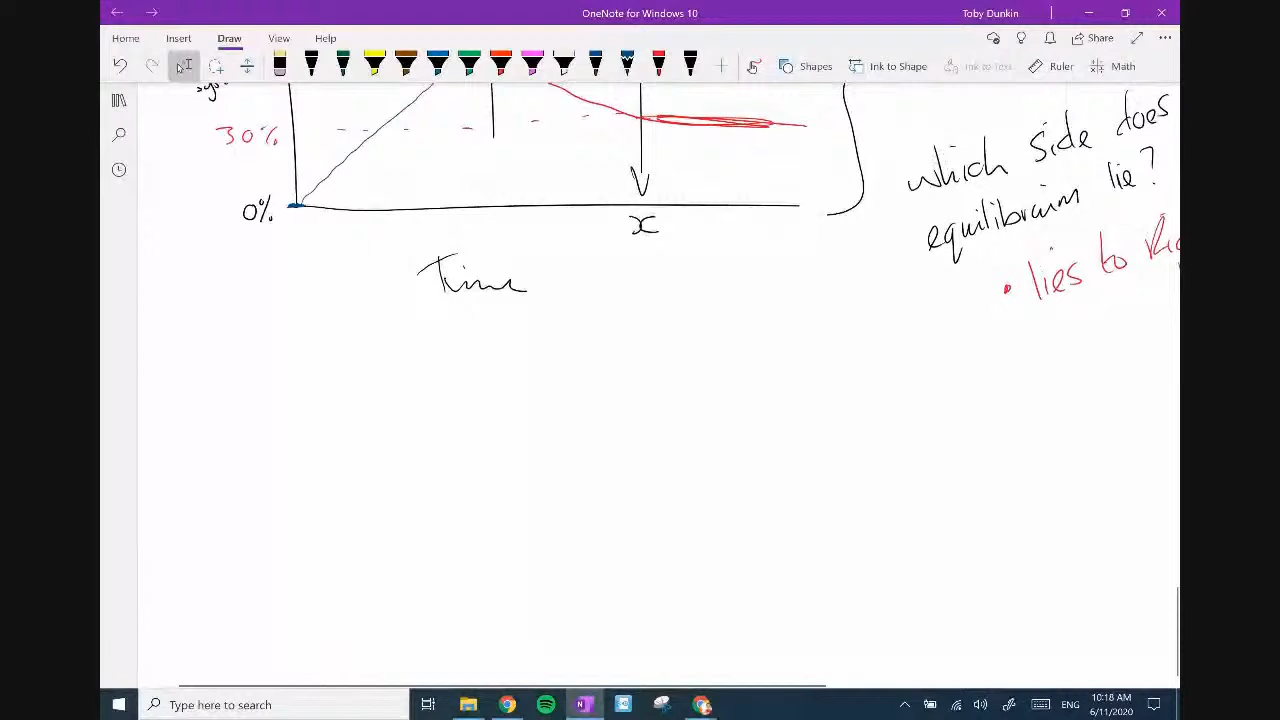 OneNote for Windows 10
Toby Dunkin
Home Insert Draw View Help
Share
Shapes Ink to Shape Ink to Text Ruler Math
30%
0%
x
Time
which side does
equilibrium lie?
• lies to
Type here to search
ENG
10:18 AM
6/11/2020